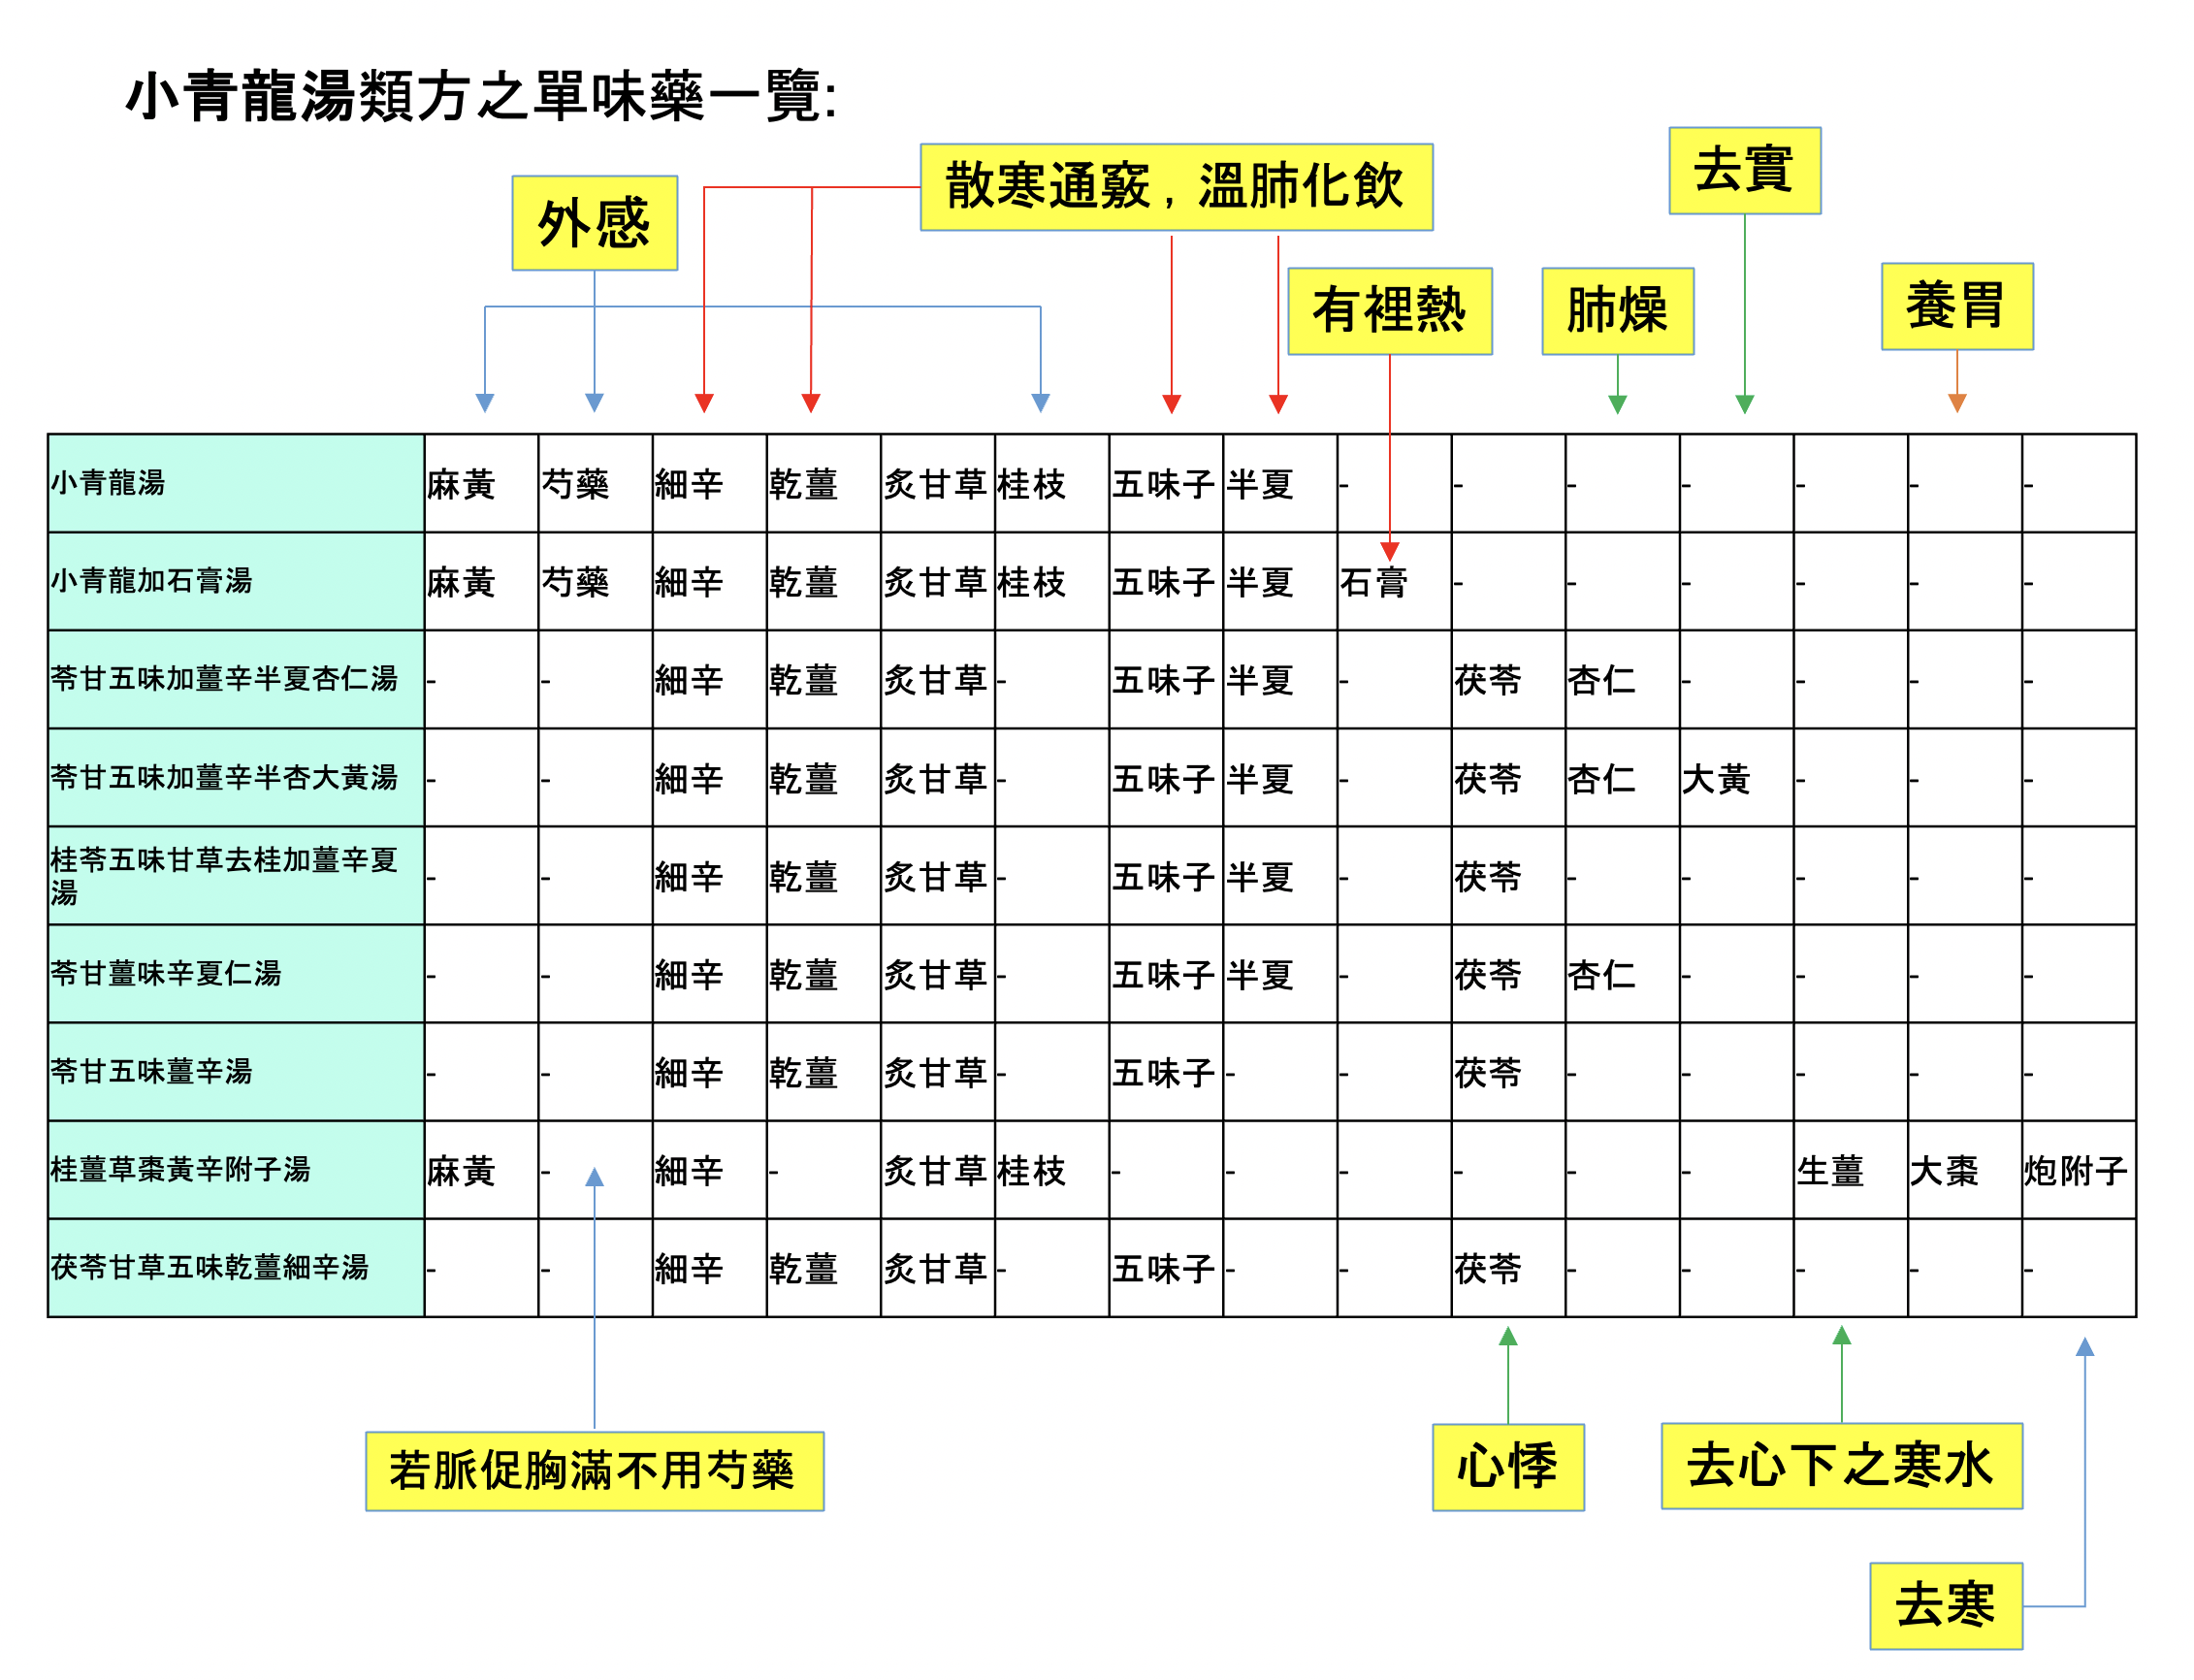 小青龍湯類方之單味藥一覽:
散寒通竅，溫肺化飲
去實
外感
有裡熱
肺燥
養胃
小青龍湯 麻黃 芍藥 細辛 乾薑 炙甘草 桂枝 五味子 半夏 - - - - - - -
小青龍加石膏湯 麻黃 芍藥 細辛 乾薑 炙甘草 桂枝 五味子 半夏 石膏 - - - - - -
苓甘五味加薑辛半夏杏仁湯 - - 細辛 乾薑 炙甘草 - 五味子 半夏 - 茯苓 杏仁 - - - -
苓甘五味加薑辛半杏大黃湯 - - 細辛 乾薑 炙甘草 - 五味子 半夏 - 茯苓 杏仁 大黃 - - -
桂苓五味甘草去桂加薑辛夏
湯 - - 細辛 乾薑 炙甘草 - 五味子 半夏 - 茯苓 - - - - -
苓甘薑味辛夏仁湯 - - 細辛 乾薑 炙甘草 - 五味子 半夏 - 茯苓 杏仁 - - - -
苓甘五味薑辛湯 - - 細辛 乾薑 炙甘草 - 五味子 - - 茯苓 - - - - -
桂薑草棗黃辛附子湯 麻黃 - 細辛 - 炙甘草 桂枝 - - - - - - 生薑 大棗 炮附子
茯苓甘草五味乾薑細辛湯 - - 細辛 乾薑 炙甘草 - 五味子 - - 茯苓 - - - - -
若脈促胸滿不用芍藥
心悸
去心下之寒水
去寒